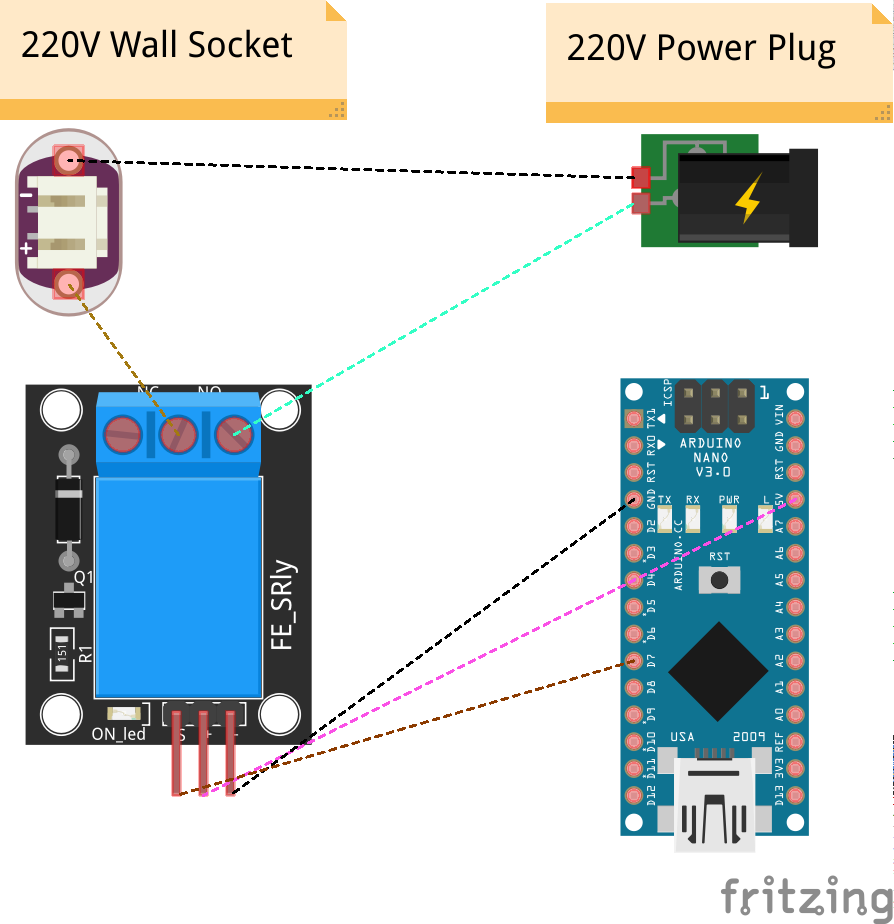 220V Wall Socket
220V Power Plug
-
+
NC NO
Q1
151
R1
FE_SRly
ON_led
S + -
ICSP
1
ARDUINO
NANO
V3.0
TX RX PWR L
RST
ARDUINO.CC
USA 2009
TX1
RX0
RST
GND
D2
D3
D4
D5
D6
D7
D8
D9
D10
D11
D12
VIN
GND
RST
5V
A7
A6
A5
A4
A3
A2
A1
A0
REF
3V3
D13
fritzing